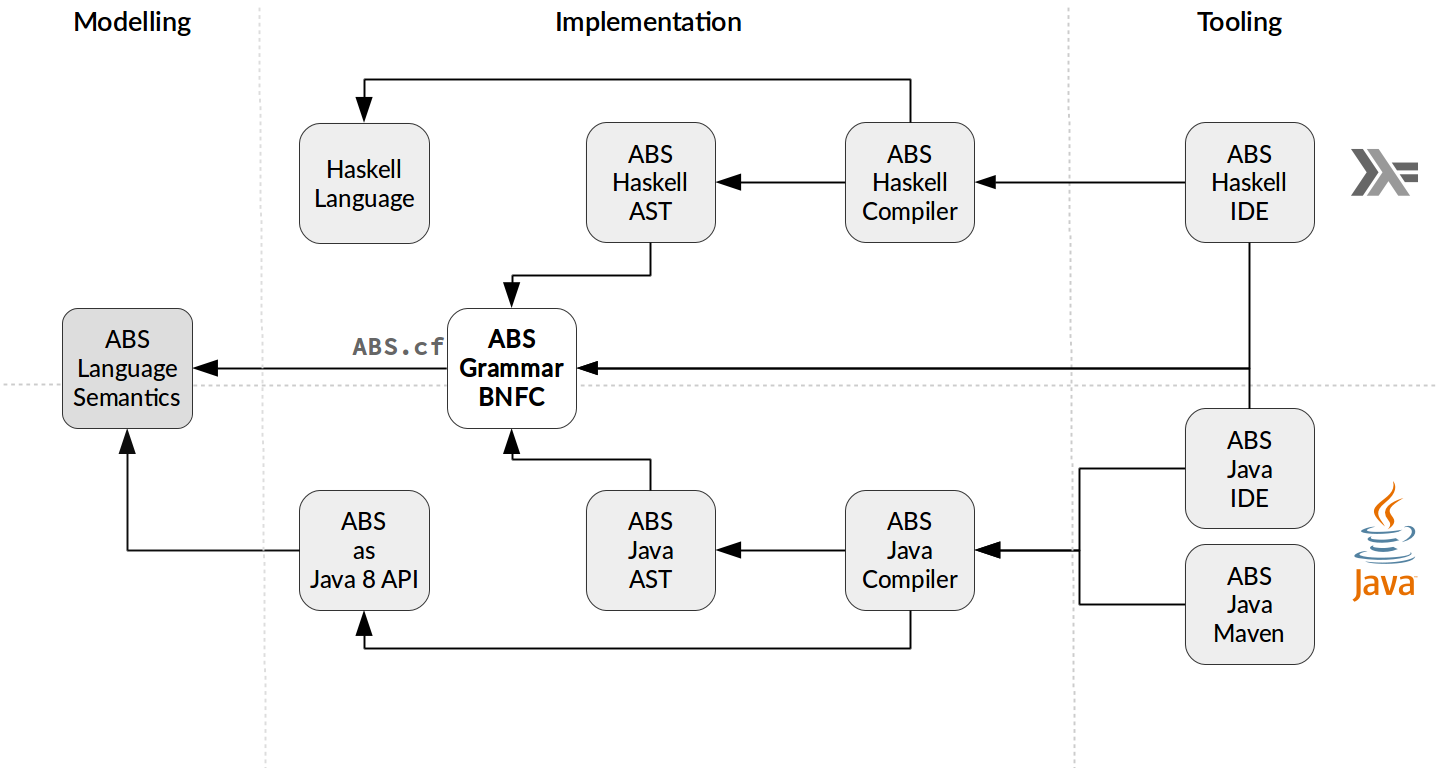 Modelling
Implementation
Tooling
Haskell
Language
ABS
Haskell
AST
ABS
Haskell
Compiler
ABS
Haskell
IDE
ABS
Language
Semantics
ABS.cf
ABS
Grammar
BNFC
ABS
as
Java 8 API
ABS
Java
AST
ABS
Java
Compiler
ABS
Java
IDE
ABS
Java
Maven
Java